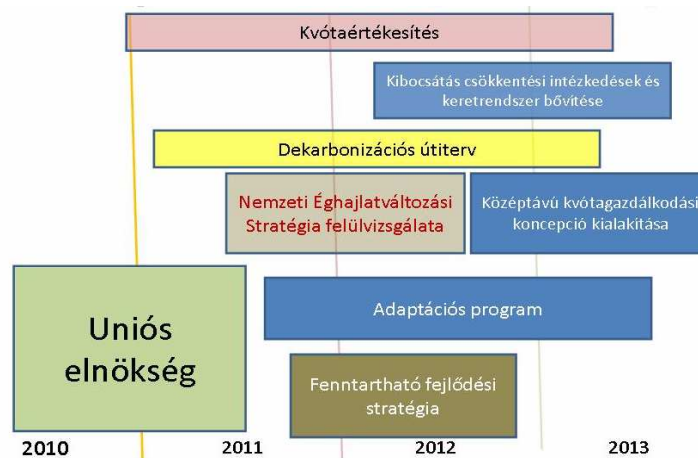 Kvótaértékesítés
Kibocsátás csökkentési intézkedések és
keretrendszer bővítése
Dekarbonizációs útiterv
Nemzeti Éghajlatváltozási
Stratégia felülvizsgálata
Középtávú kvótagazdálkodási
koncepció kialakítása
Uniós
elnökség
Adaptációs program
Fenntartható fejlődési
stratégia
2010 2011 2012 2013